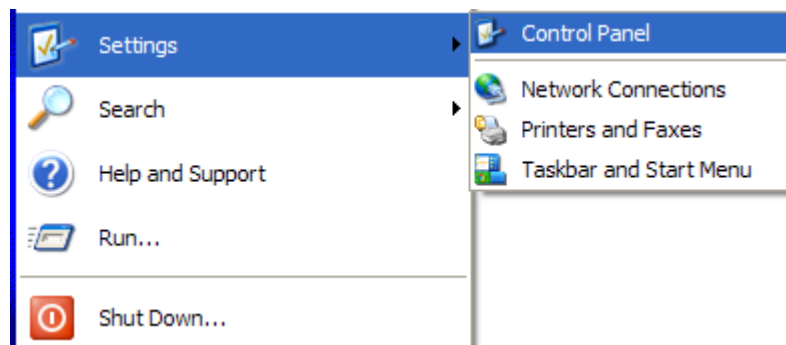 Settings
Search
Help and Support
Run...
Shut Down...
Control Panel
Network Connections
Printers and Faxes
Taskbar and Start Menu